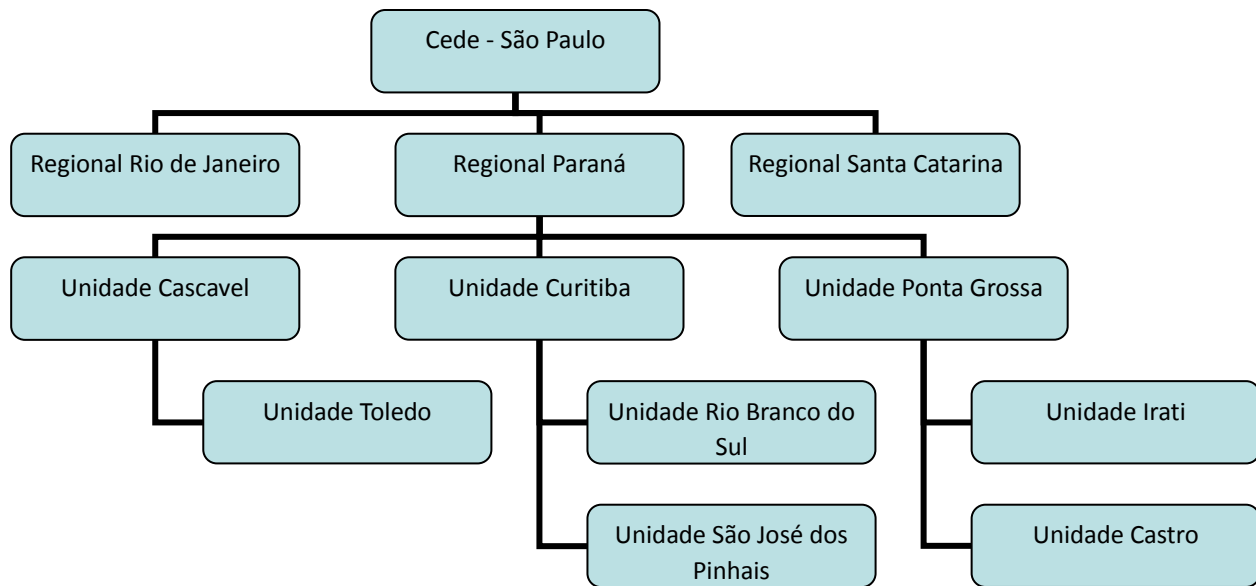 Cede - São Paulo
Regional Rio de Janeiro
Regional Paraná
Regional Santa Catarina
Unidade Cascavel
Unidade Curitiba
Unidade Ponta Grossa
Unidade Toledo
Unidade Rio Branco do
Sul
Unidade Irati
Unidade São José dos
Pinhais
Unidade Castro